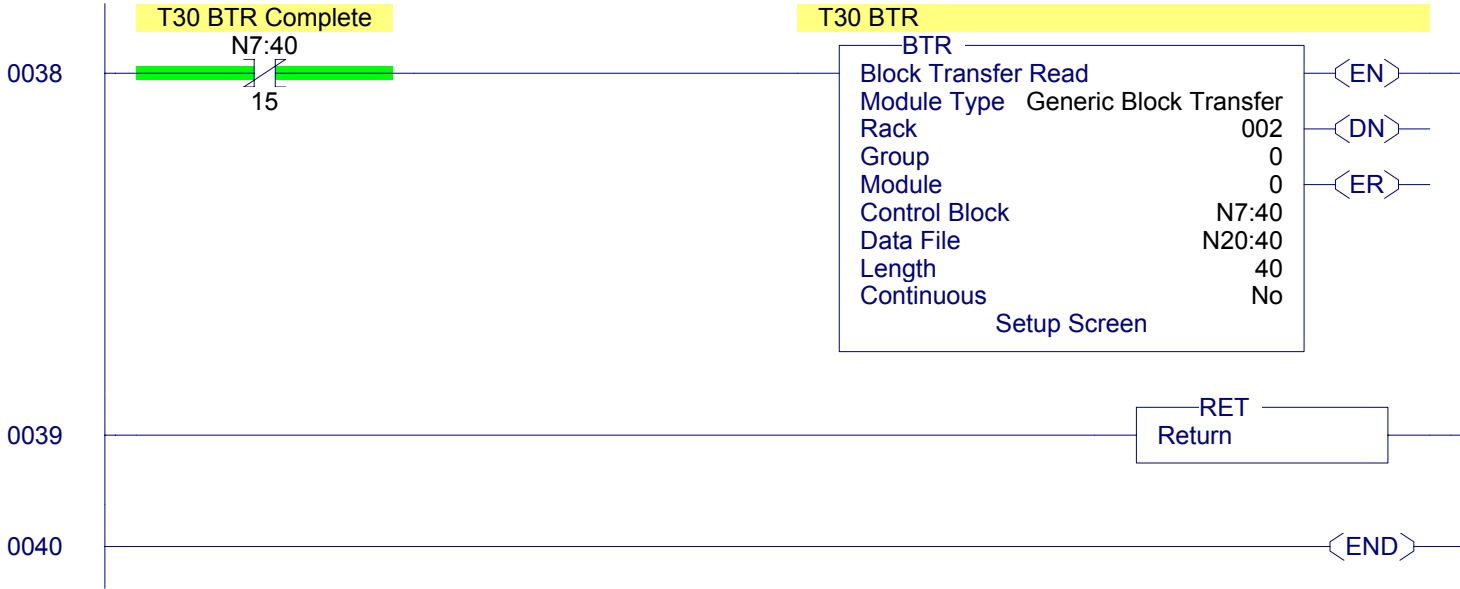 T30 BTR Complete
T30 BTR
N7:40
BTR
0038
Block Transfer Read
EN
15
Module Type Generic Block Transfer
Rack 002
DN
Group 0
Module 0
ER
Control Block N7:40
Data File N20:40
Length 40
Continuous No
Setup Screen
RET
0039
Return
0040
END